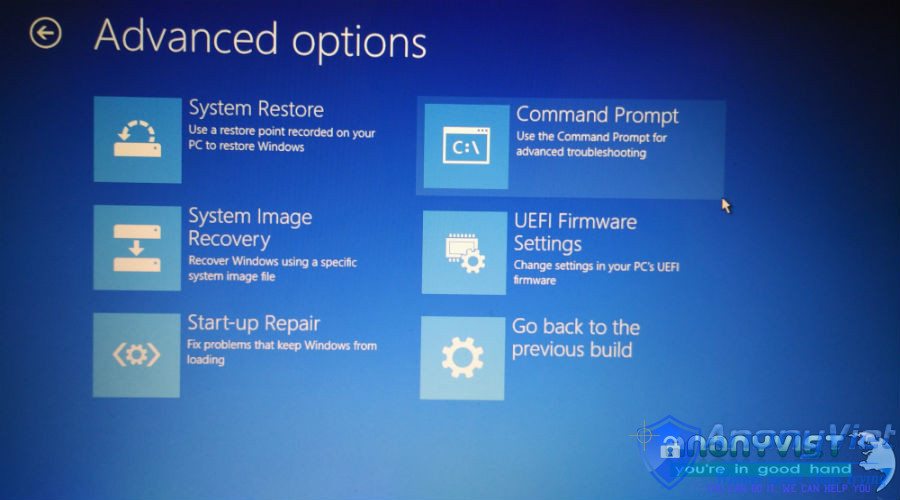 Advanced options
System Restore
Use a restore point recorded on your
PC to restore Windows
System Image
Recovery
Recover Windows using a specific
system image file
Start-up Repair
Fix problems that keep Windows from
loading
Command Prompt
Use the Command Prompt for
advanced troubleshooting
C:\
UEFI Firmware
Settings
Change settings in your PC's UEFI
firmware
Go back to the
previous build
AnonyViet
ANONYVIET
you're in good hand